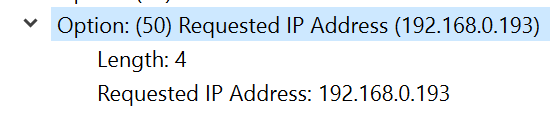 Option: (50) Requested IP Address (192.168.0.193)
Length: 4
Requested IP Address: 192.168.0.193